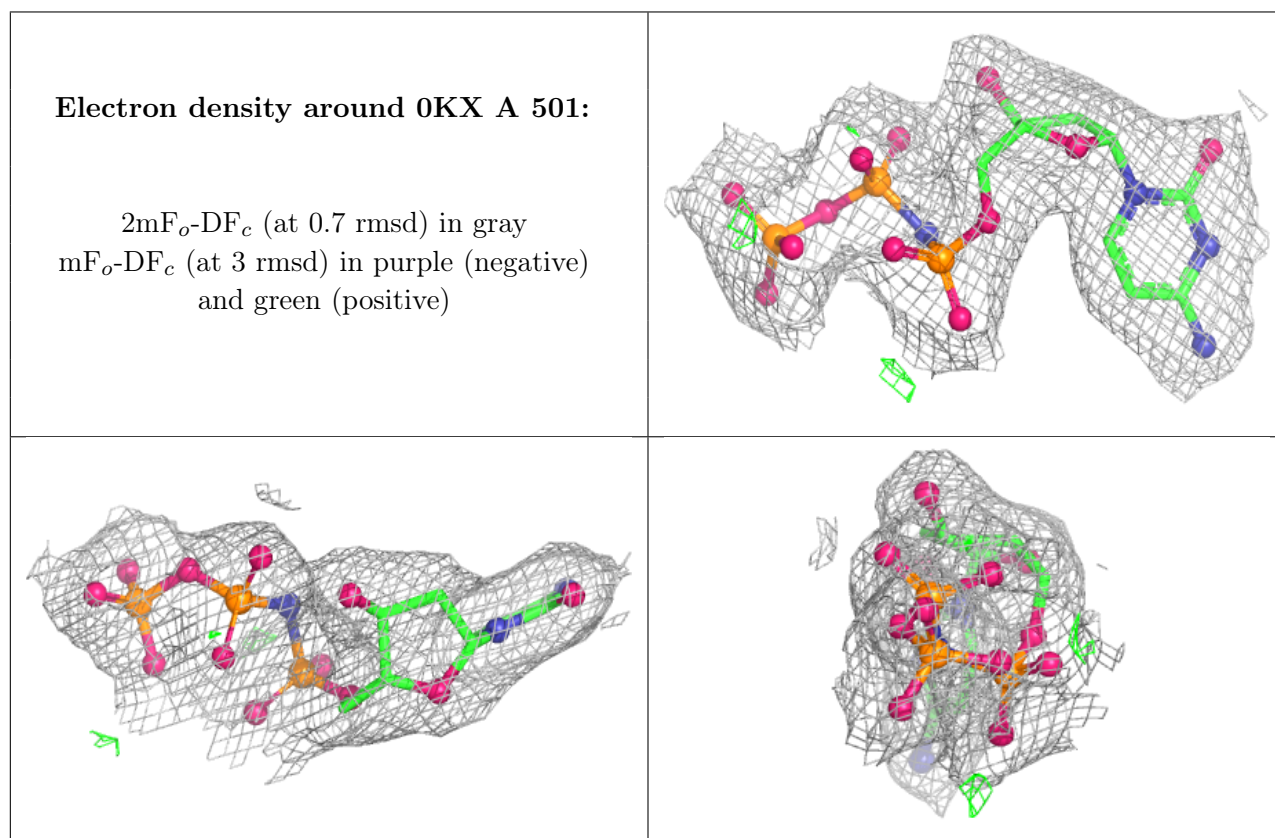 Electron density around 0KX A 501:
2mFo-DFc (at 0.7 rmsd) in gray
mFo-DFc (at 3 rmsd) in purple (negative)
and green (positive)